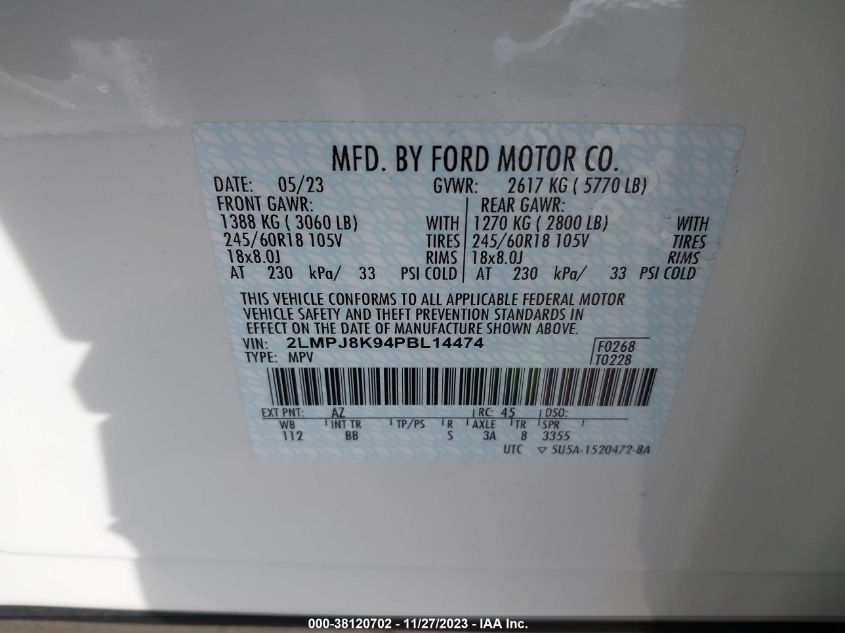 MFD. BY FORD MOTOR CO.
DATE: 05/23 GVWR: 2617 KG ( 5770 LB)
FRONT GAWR: REAR GAWR:
1388 KG ( 3060 LB) WITH 1270 KG ( 2800 LB) WITH
245/60R18 105V TIRES 245/60R18 105V TIRES
18x8.0J RIMS 18x8.0J RIMS
AT 230 kPa/ 33 PSI COLD AT 230 kPa/ 33 PSI COLD
THIS VEHICLE CONFORMS TO ALL APPLICABLE FEDERAL MOTOR
VEHICLE SAFETY AND THEFT PREVENTION STANDARDS IN
EFFECT ON THE DATE OF MANUFACTURE SHOWN ABOVE.
VIN: 2LMPJ8K94PBL14474 F0268
TYPE: MPV T0228
EXT PNT: AZ RC: 45 DSO:
WB INT TR TP/PS R AXLE TR SPR
112 BB S 3A 8 3355
UTC ▽ 5U5A-1520472-BA
000-38120702 - 11/27/2023 - IAA Inc.